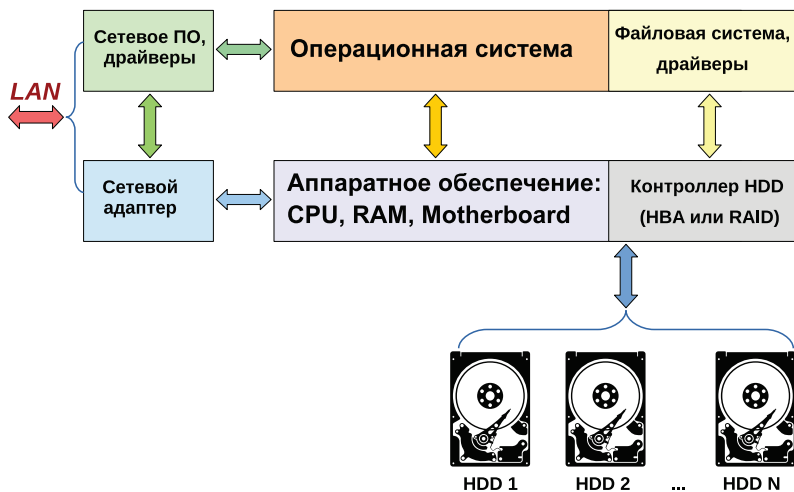 Сетевое ПО,
драйверы
Операционная система
Файловая система,
драйверы
LAN
Сетевой
адаптер
Аппаратное обеспечение:
CPU, RAM, Motherboard
Контроллер HDD
(HBA или RAID)
HDD 1
HDD 2
...
HDD N